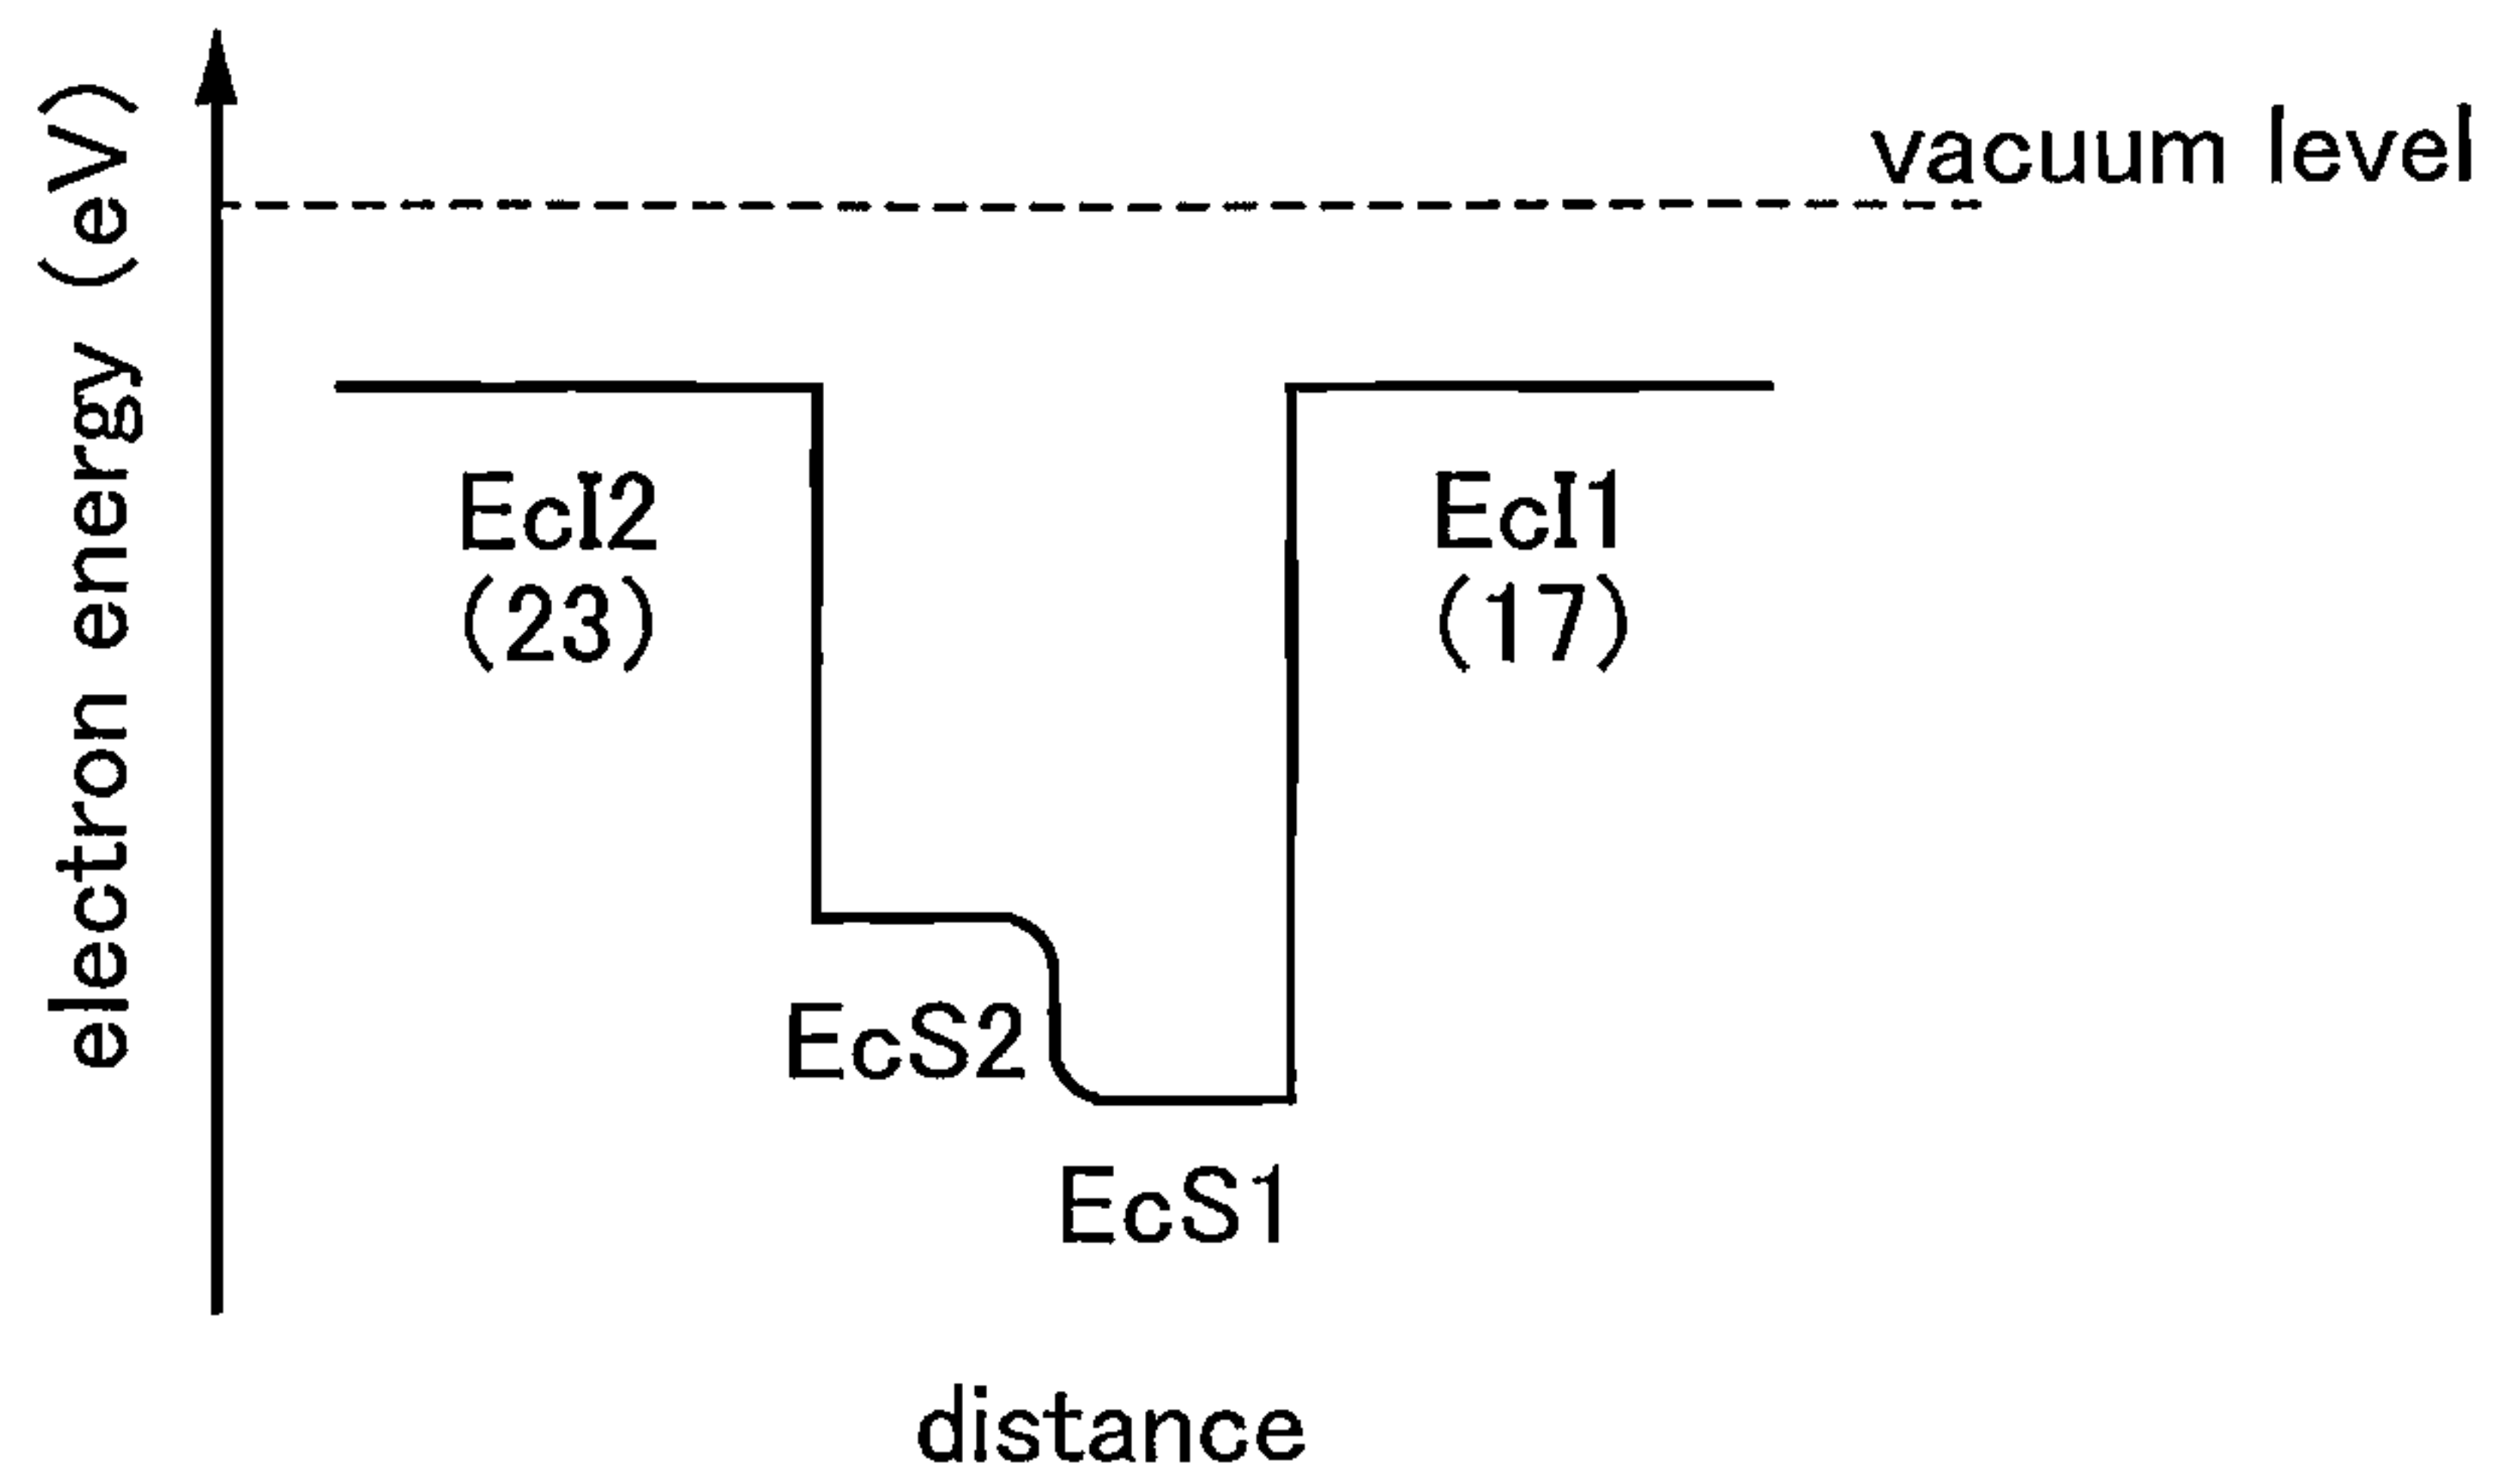 electron energy (eV)
vacuum level
EcI2
(23)
EcI1
(17)
EcS2
EcS1
distance